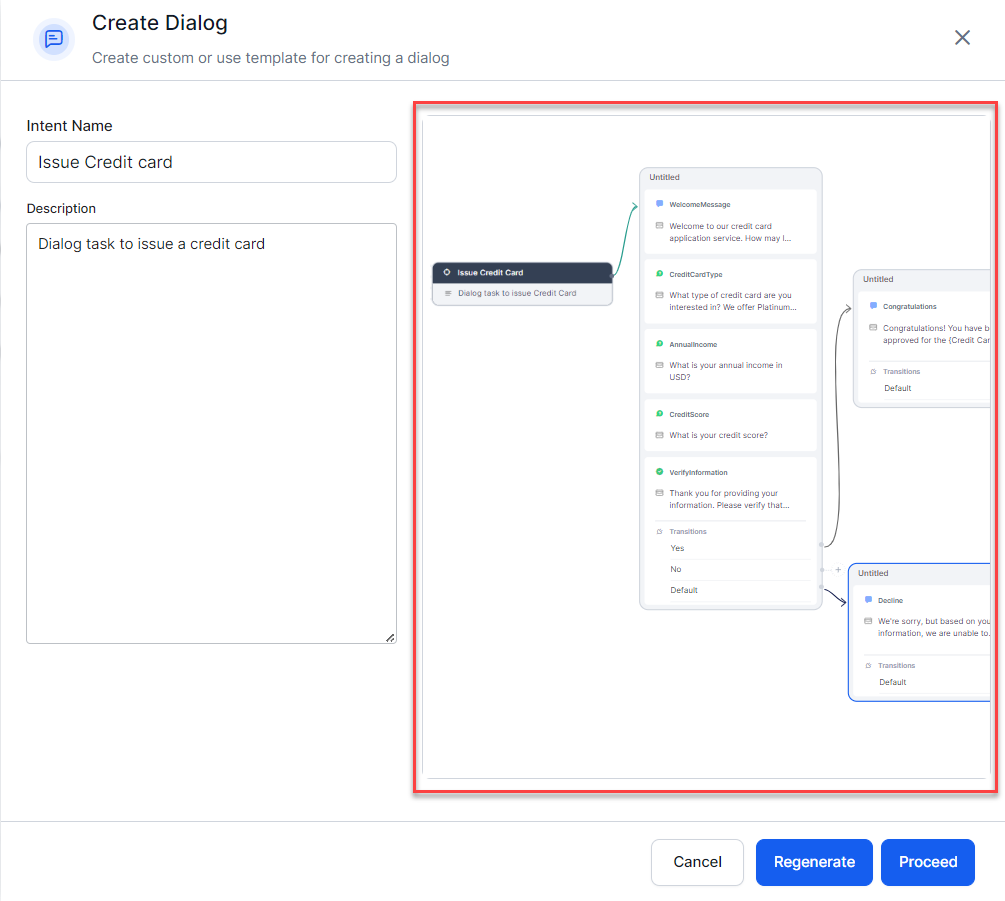 Create Dialog
Create custom or use template for creating a dialog
Intent Name
Issue Credit card
Description
Dialog task to issue a credit card
Issue Credit Card
Dialog task to issue Credit Card
Untitled
WelcomeMessage
Welcome to our credit card
application service. How may I...
CreditCardType
What type of credit card are you
interested in? We offer Platinum...
AnnualIncome
What is your annual income in
USD?
CreditScore
What is your credit score?
VerifyInformation
Thank you for providing your
information. Please verify that...
Transitions
Yes
No
Default
Untitled
Congratulations
Congratulations! You have b
approved for the {Credit Car
Transitions
Default
Untitled
Decline
We're sorry, but based on you
information, we are unable to...
Transitions
Default
Cancel
Regenerate
Proceed